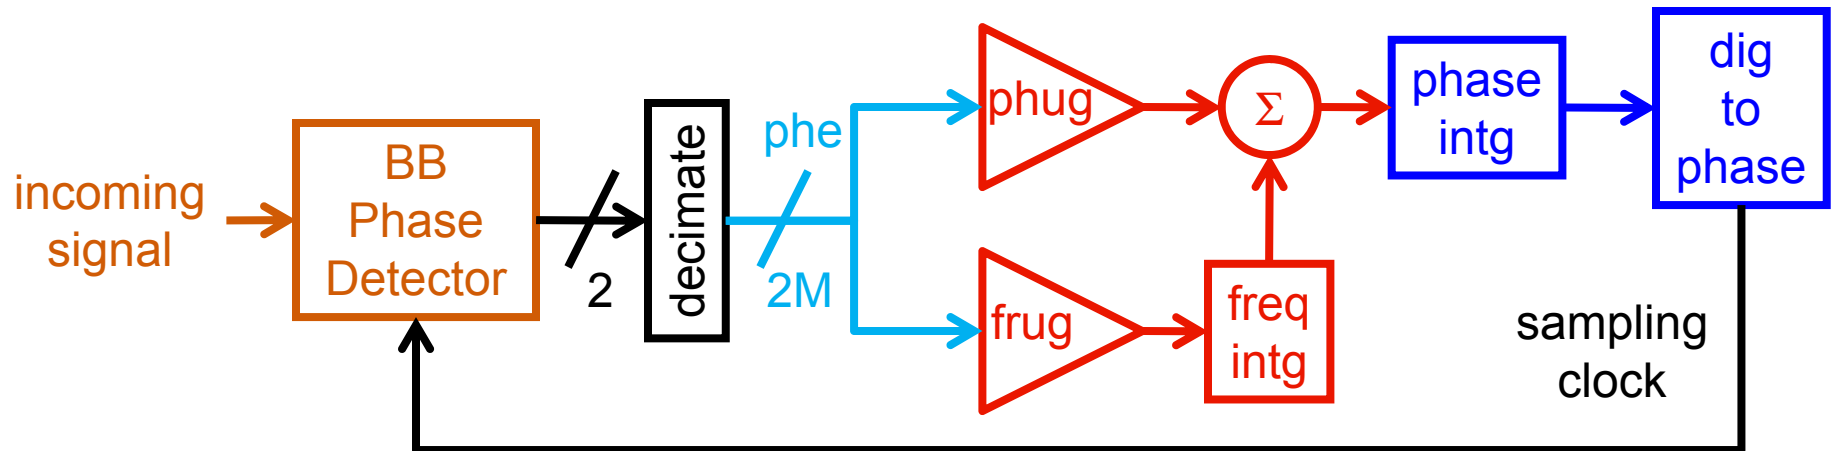 incoming
signal
BB
Phase
Detector
2
decimate
phe
2M
phug
frug
Σ
freq
intg
phase
intg
dig
to
phase
sampling
clock